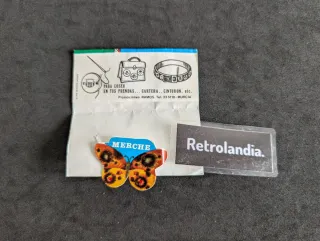 PARA LUCIR
EN TUS PRENDAS... CARTERA... CINTURON, etc.
MERCHE
Retrolandia.